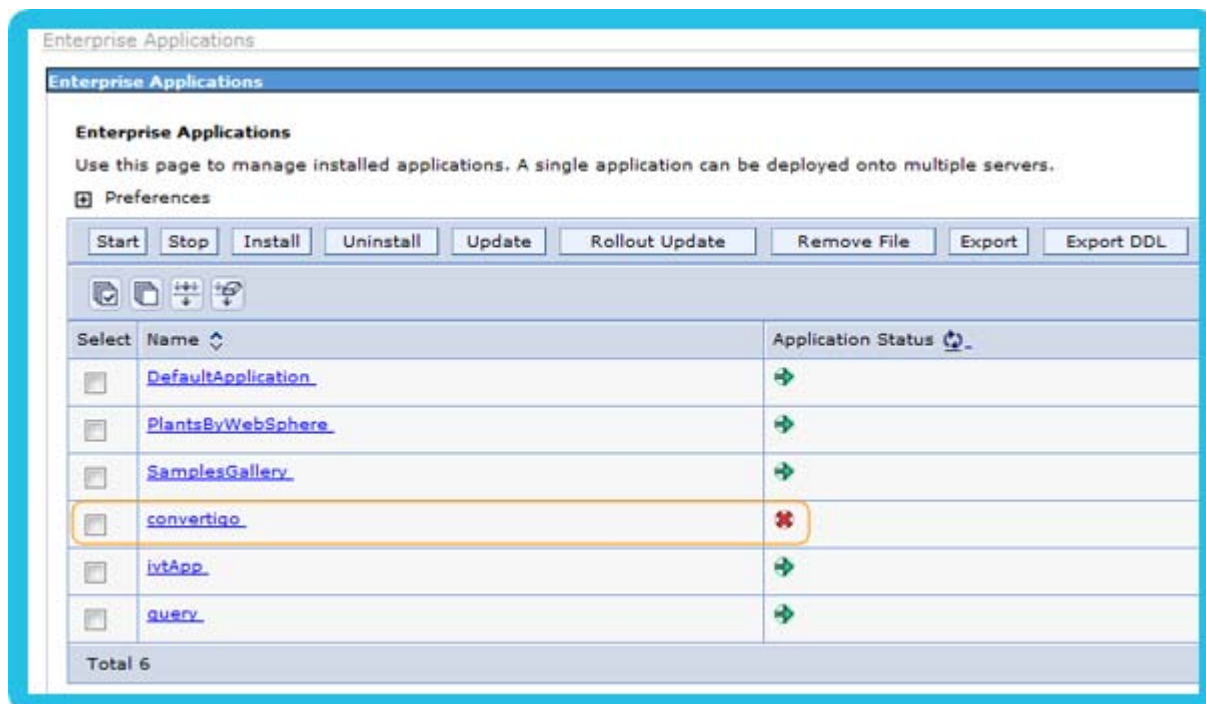 Enterprise Applications
Enterprise Applications
Enterprise Applications
Use this page to manage installed applications. A single application can be deployed onto multiple servers.
Preferences
Start Stop Install Uninstall Update Rollout Update Remove File Export Export DDL
Select Name Application Status
DefaultApplication
PlantsByWebSphere
SamplesGallery
convertigo
ivtApp
query
Total 6